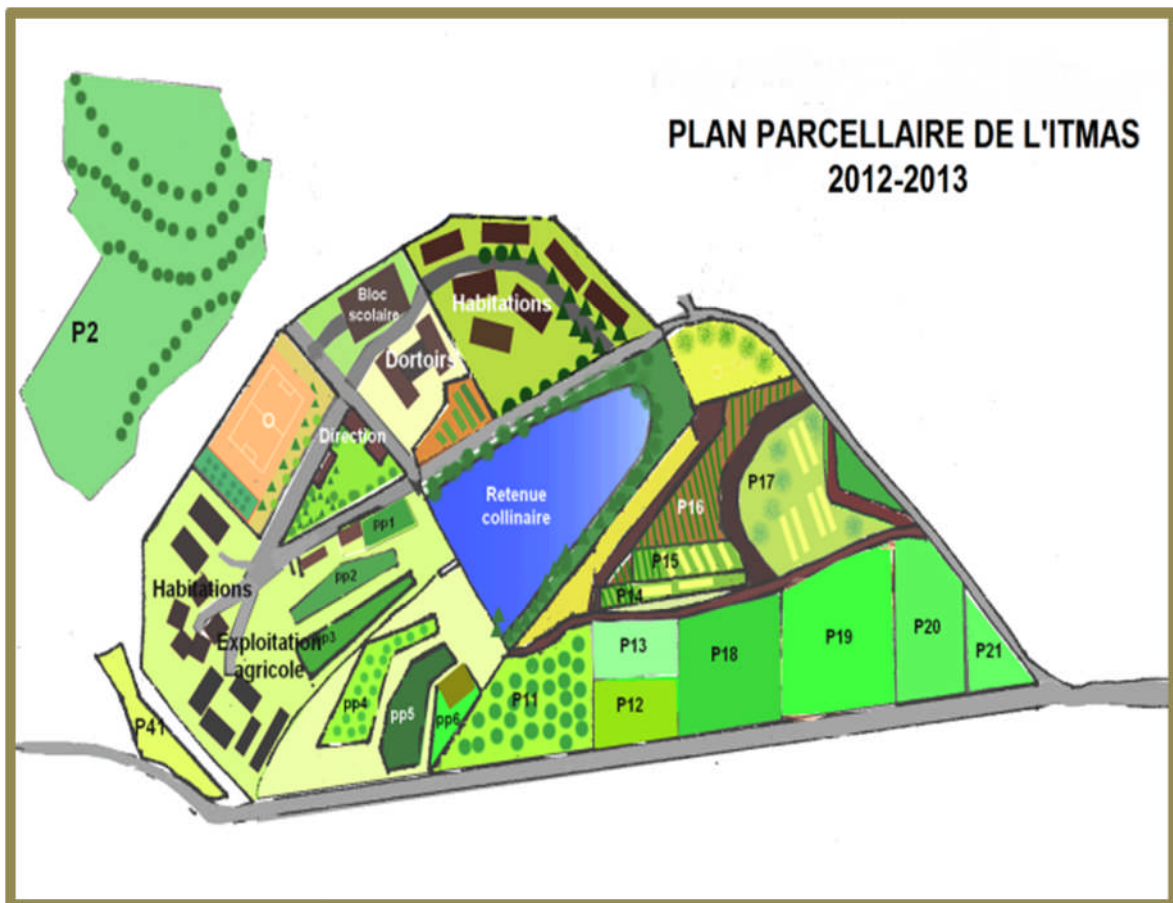 PLAN PARCELLAIRE DE L'ITMAS
2012-2013
P2
Bloc
scolaire
Habitations
Dortoirs
Direction
Retenue
collinaire
P17
P16
P15
P14
pp1
pp2
Habitations
Exploitation
pp3
agricole
P13
P18
P19
P20
P21
P12
P11
pp4
pp5
pp6
P41